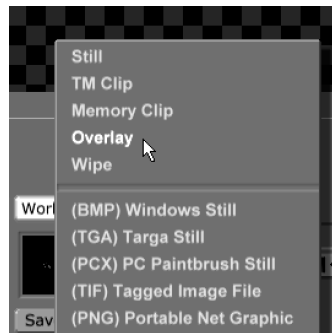 Still
TM Clip
Memory Clip
Overlay
Wipe
(BMP) Windows Still
(TGA) Targa Still
(PCX) PC Paintbrush Still
(TIF) Tagged Image File
(PNG) Portable Net Graphic